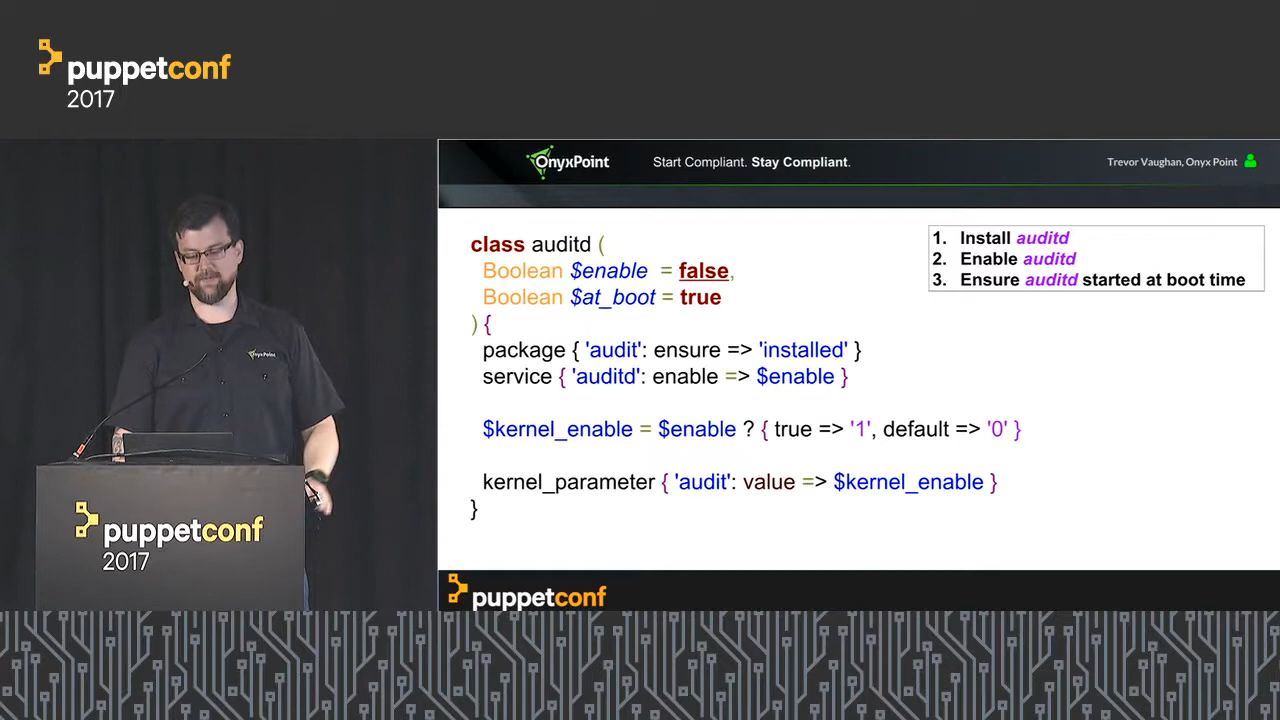 puppetconf
2017
OnyxPoint
Start Compliant. Stay Compliant.
Trevor Vaughan, Onyx Point
class auditd (
Boolean $enable = false,
Boolean $at_boot = true
) {
package { 'audit': ensure => 'installed' }
service { 'auditd': enable => $enable }
$kernel_enable = $enable ? { true => '1', default => '0' }
kernel_parameter { 'audit': value => $kernel_enable }
}
1. Install auditd
2. Enable auditd
3. Ensure auditd started at boot time
OnyxPoint
puppetconf
2017
puppetconf